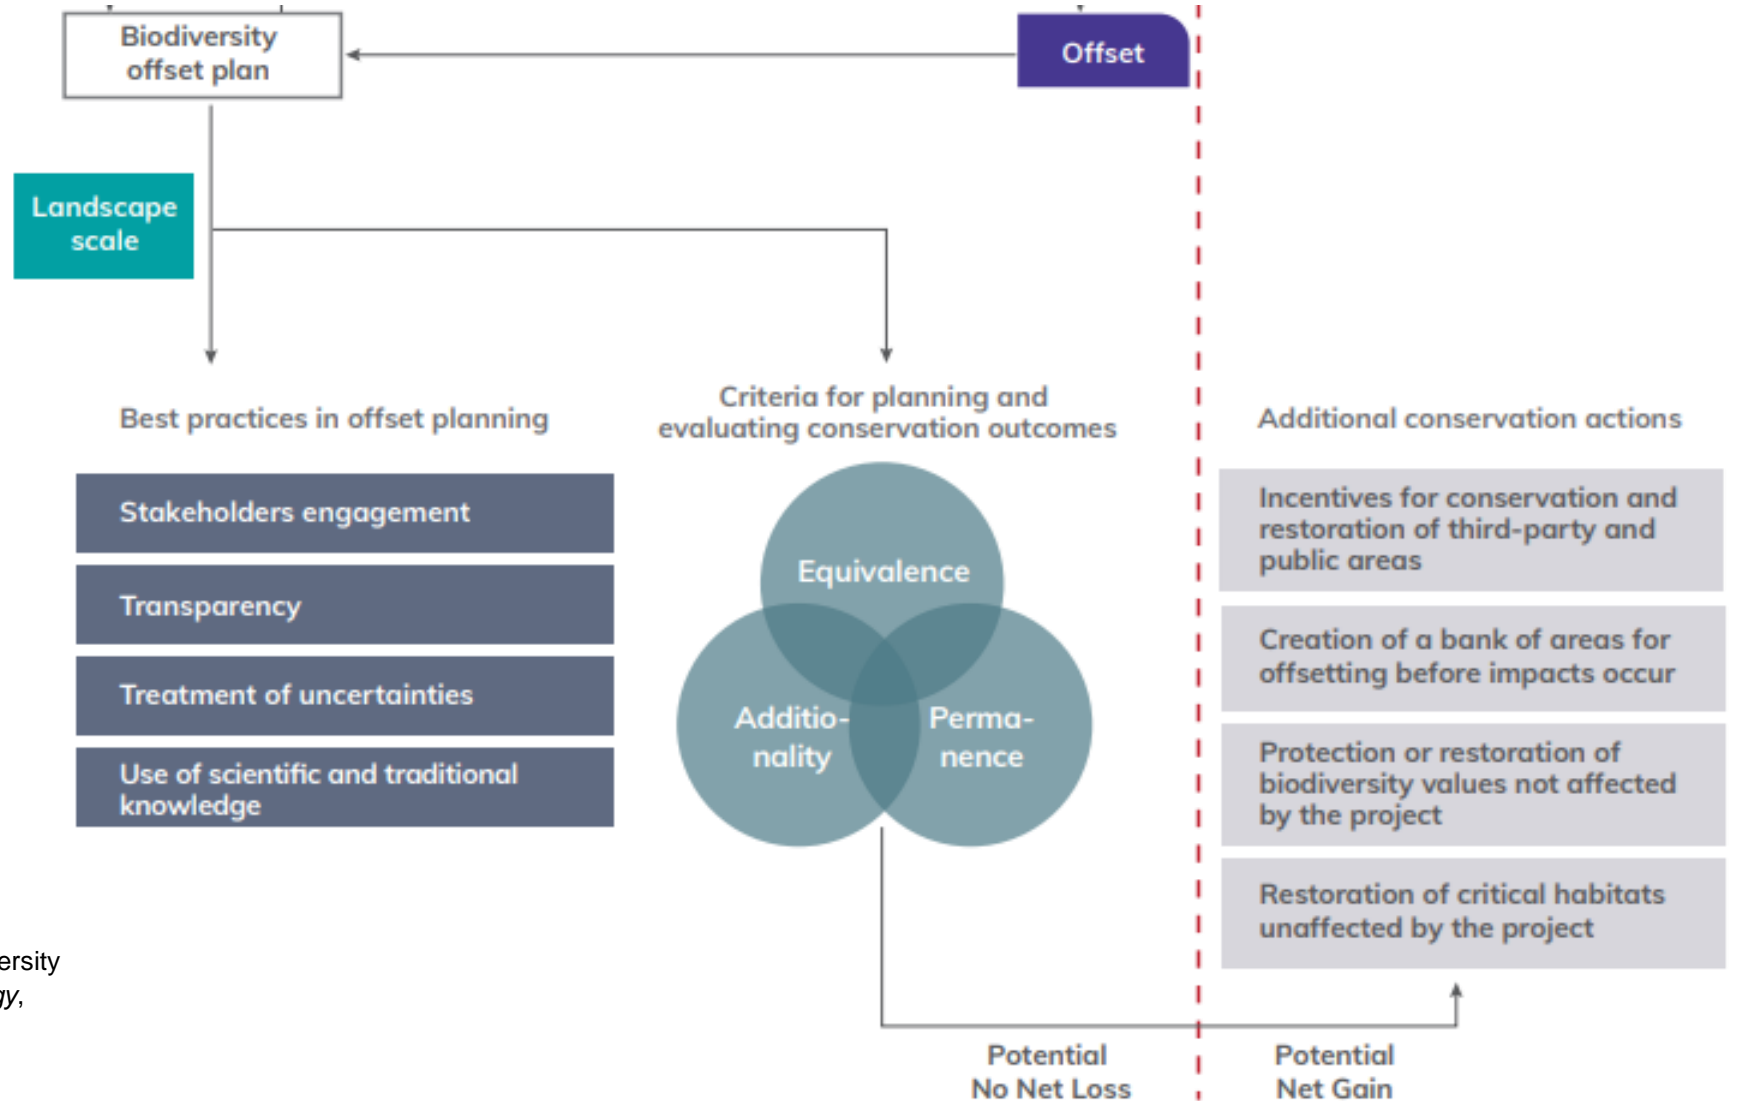 Biodiversity
offset plan
Offset
Landscape
scale
Best practices in offset planning
Stakeholders engagement
Transparency
Treatment of uncertainties
Use of scientific and traditional
knowledge
Criteria for planning and
evaluating conservation outcomes
Equivalence
Additio-
nality
Perma-
nence
Additional conservation actions
Incentives for conservation and
restoration of third-party and
public areas
Creation of a bank of areas for
offsetting before impacts occur
Protection or restoration of
biodiversity values not affected
by the project
Restoration of critical habitats
unaffected by the project
ersity
gy,
Potential
No Net Loss
Potential
Net Gain